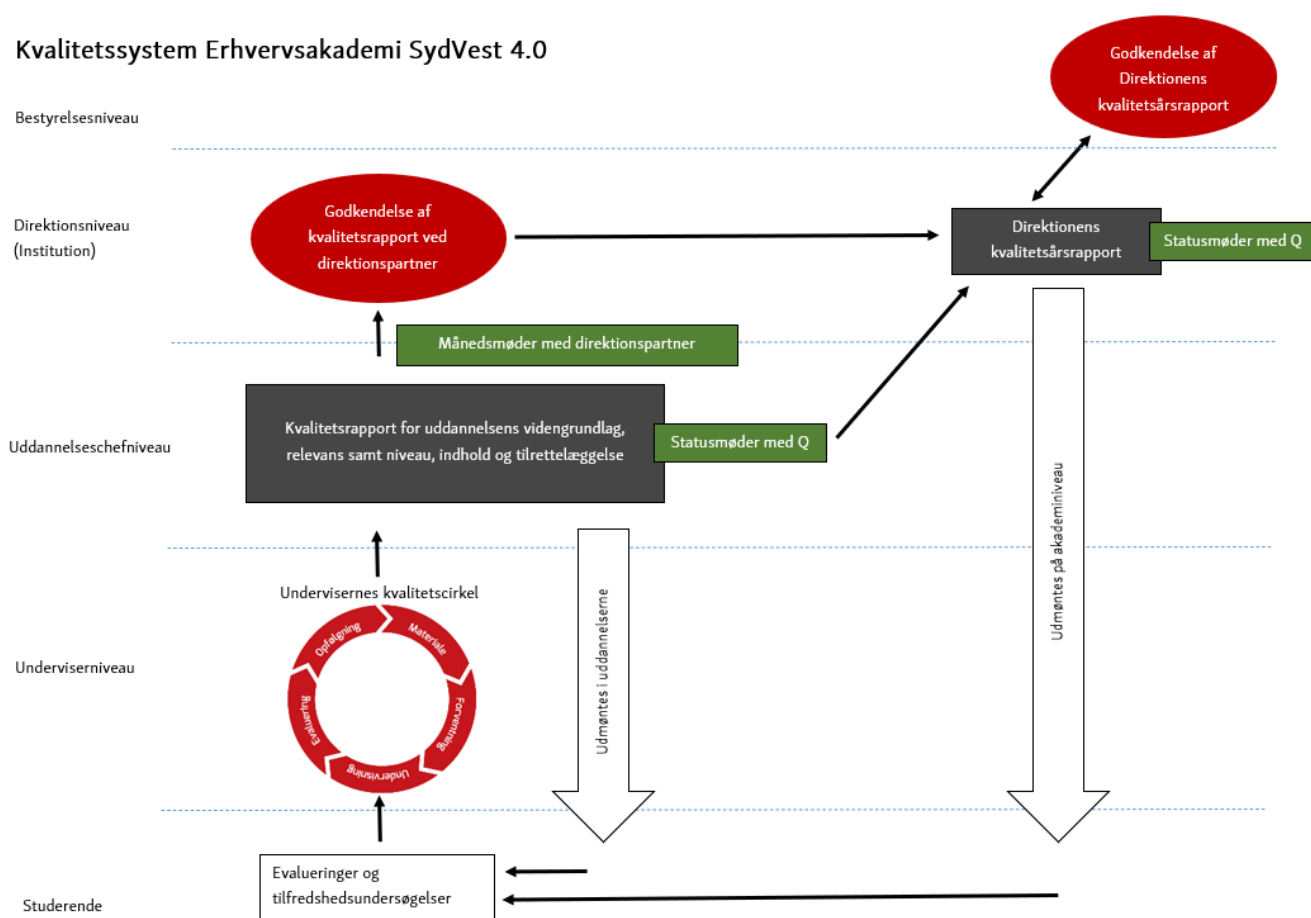 Kvalitetssystem Erhvervsakademi SydVest 4.0
Godkendelse af
Direktionens
kvalitetsårsrapport
Bestyrelsesniveau
Direktionsniveau
(Institution)
Godkendelse af
kvalitetsrapport ved
direktionspartner
Direktionens
kvalitetsårsrapport
Statusmøder med Q
Månedsmøder med direktionspartner
Uddannelseschefniveau
Kvalitetsrapport for uddannelsens videngrundlag,
relevans samt niveau, indhold og tilrettelæggelse
Statusmøder med Q
Udmøntes på akademiniveau
Undervisernes kvalitetscirkel
Underviserniveau
Opfølgning
Materiale
Forventning
Undervisning
Evaluering
Udmøntes i uddannelserne
Evalueringer og
tilfredshedsundersøgelser
Studerende